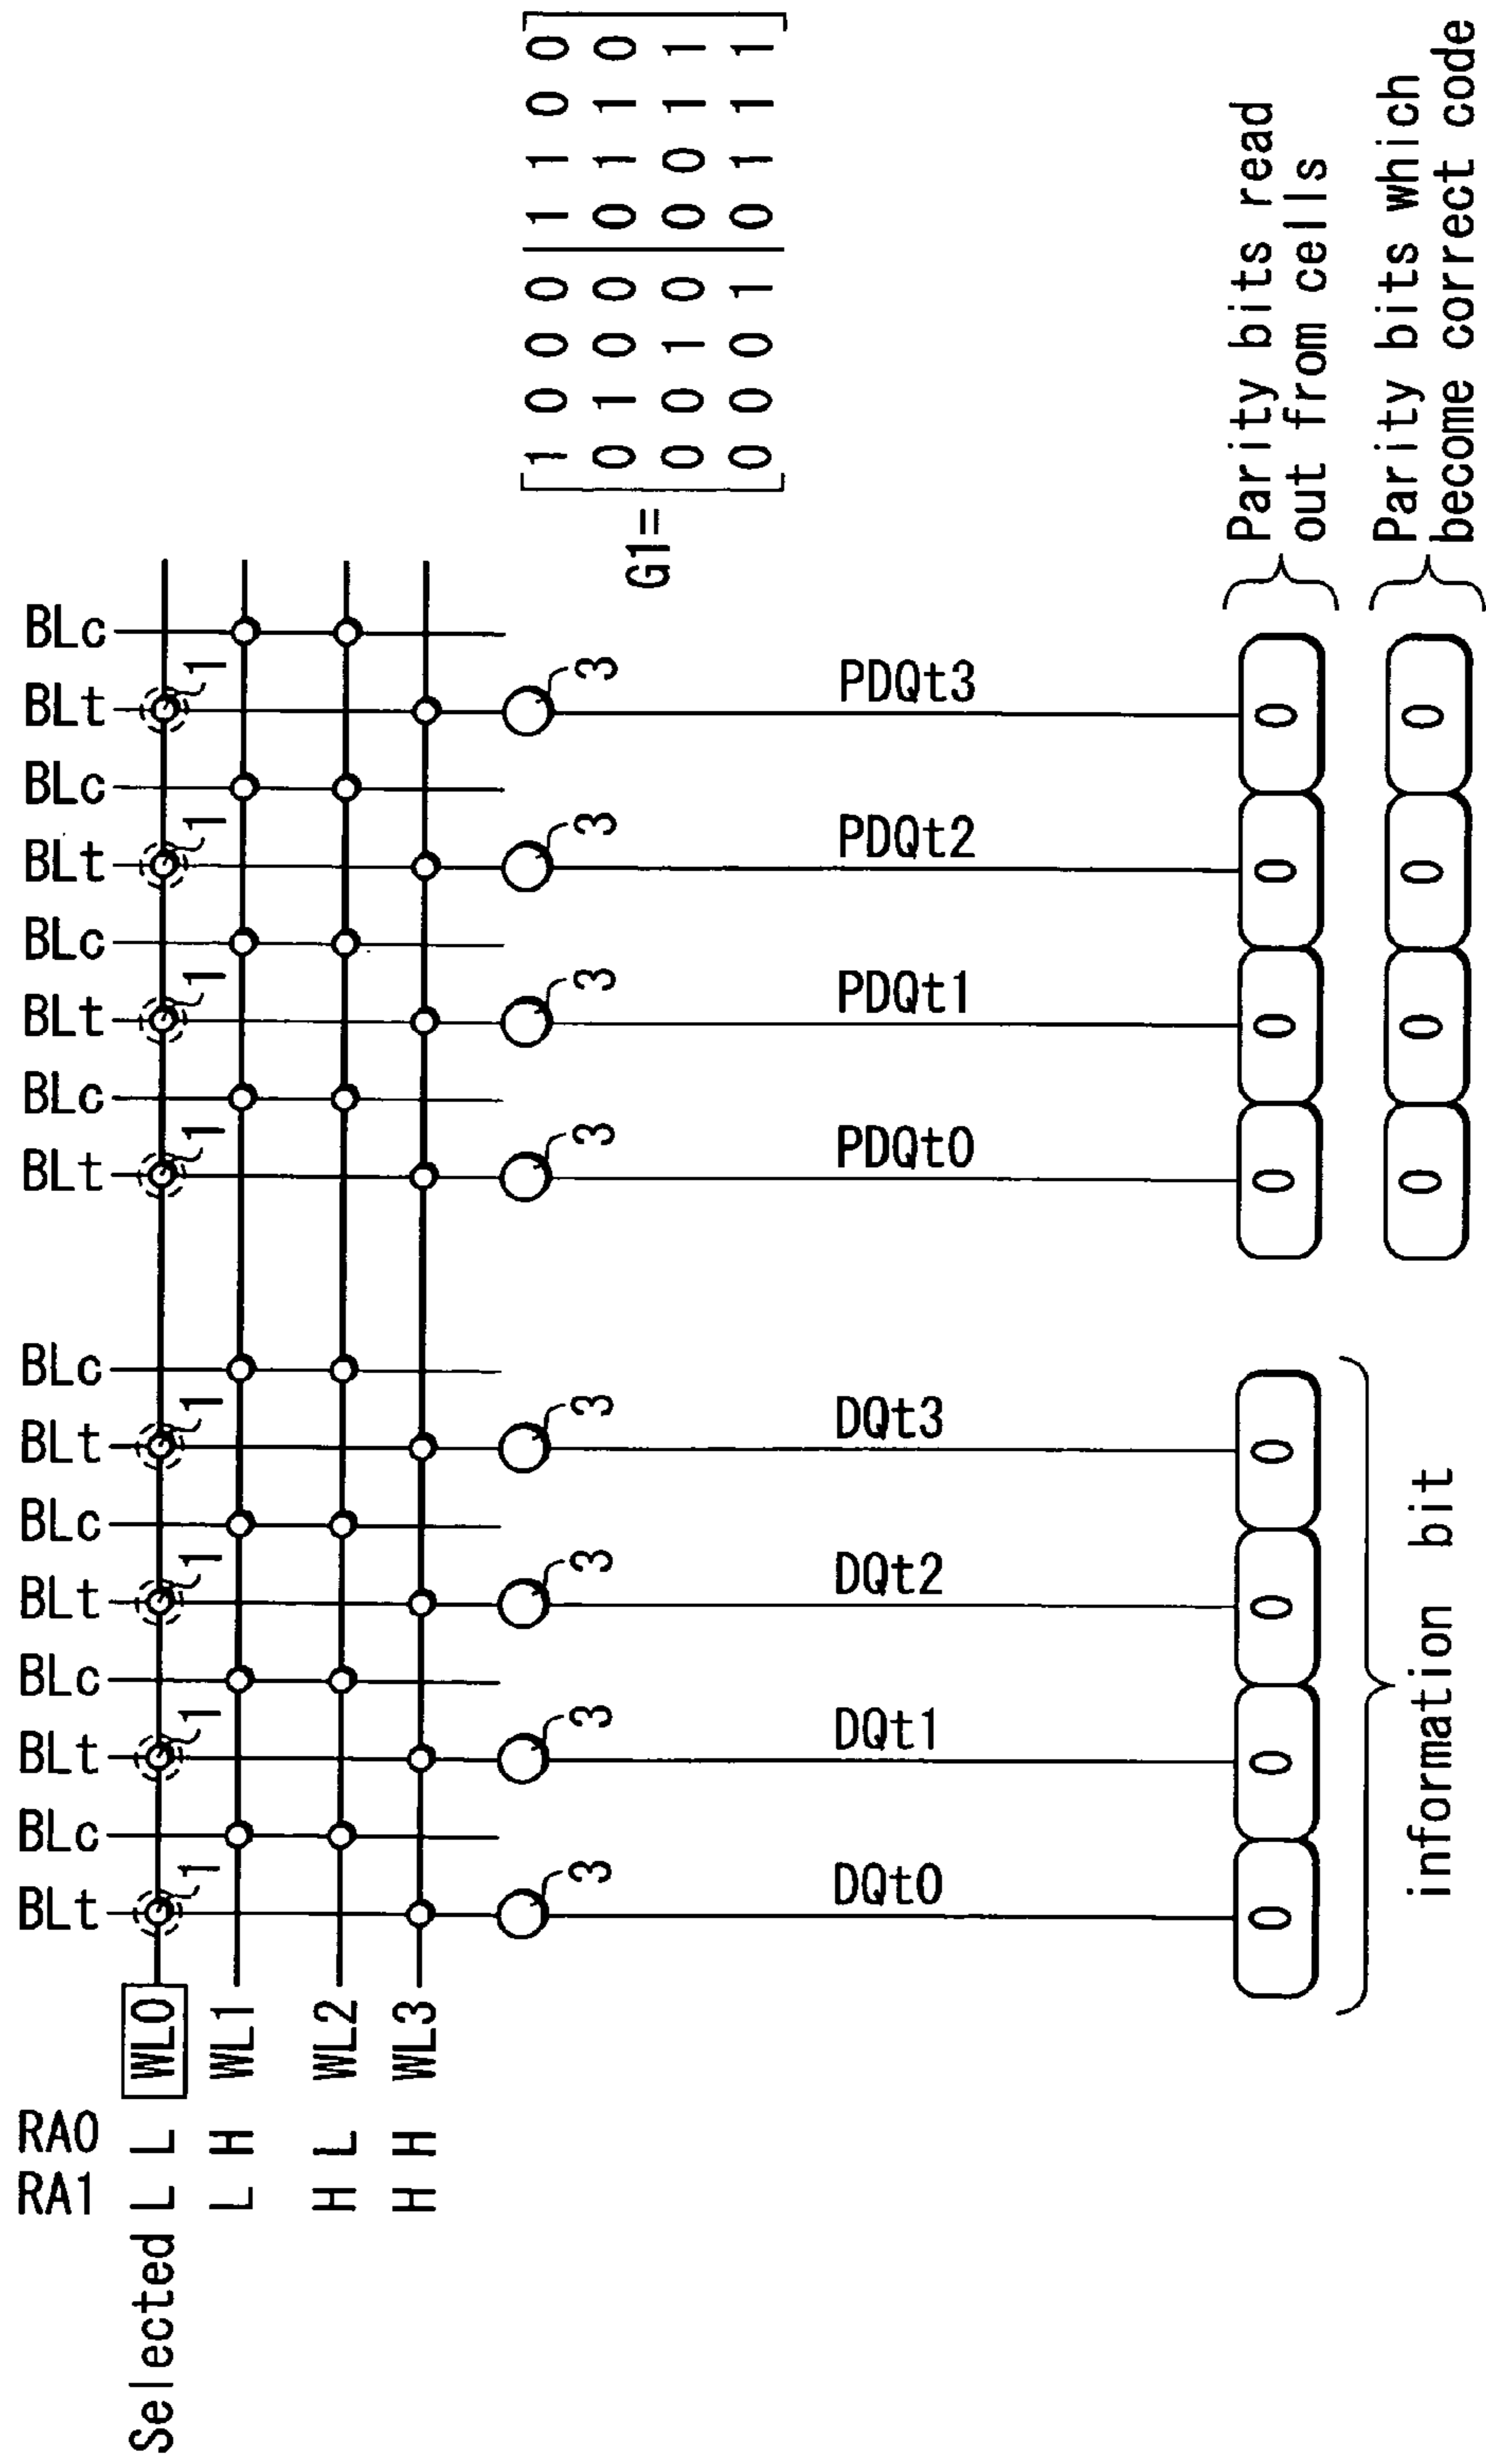 BLt BLc BLt BLc BLt BLc BLt BLc BLt BLc BLt BLc BLt BLc BLt BLc
RA1 RA0
Selected L L WL0 1 1 1 1 1 1 1 1
L H WL1
H L WL2
H H WL3
3 3 3 3 3 3 3 3
G1=
1 0 0 0 1 1 0 0
0 1 0 0 0 1 1 0
0 0 1 0 0 0 1 1
0 0 0 1 0 1 1 1
DQt0 DQt1 DQt2 DQt3 PDQt0 PDQt1 PDQt2 PDQt3
0 0 0 0 0 0 0 0
Parity bits read
out from cells
information bit
0 0 0 0
Parity bits which
become correct code